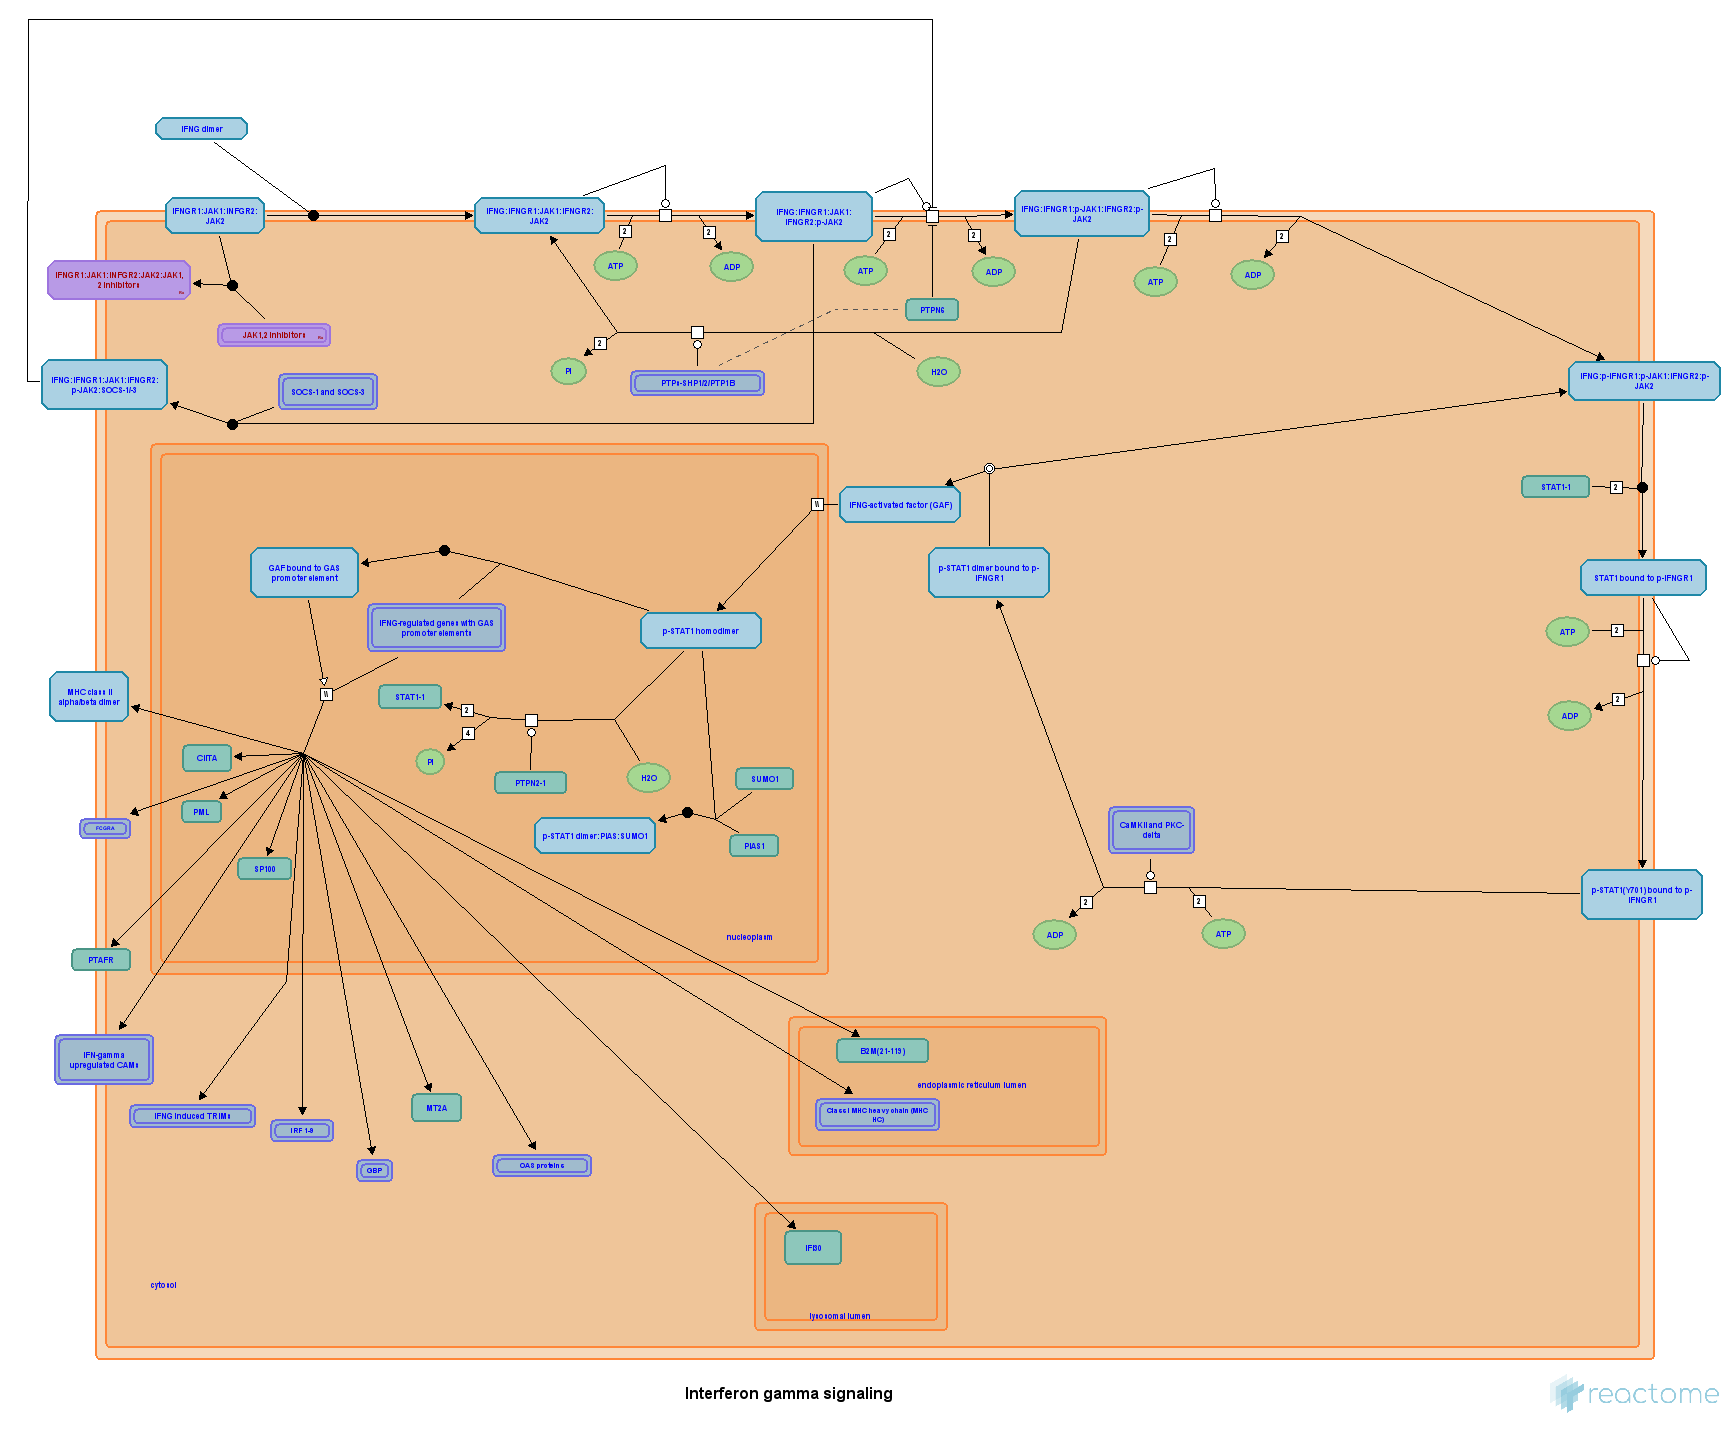 IFNG dimer
IFNGR1:JAK1:INFGR2:
JAK2
IFNG:IFNGR1:JAK1:IFNGR2:
JAK2
IFNG:IFNGR1:JAK1:
IFNGR2:p-JAK2
IFNG:IFNGR1:p-JAK1:IFNGR2:p-
JAK2
2
2
2
2
2
2
ATP
ADP
ATP
ADP
ATP
ADP
IFNGR1:JAK1:INFGR2:JAK2:JAK1,
2 inhibitors
JAK1,2 inhibitors
PTPN6
2
Pi
PTPs-SHP1/2/PTP1B
H2O
IFNG:IFNGR1:JAK1:IFNGR2:
p-JAK2:SOCS-1/-3
SOCS-1 and SOCS-3
IFNG:p-IFNGR1:p-JAK1:IFNGR2:p-
JAK2
STAT1-1
2
IFNG-activated factor (GAF)
\\
GAF bound to GAS
promoter element
p-STAT1 dimer bound to p-
IFNGR1
STAT1 bound to p-IFNGR1
IFNG-regulated genes with GAS
promoter elements
p-STAT1 homodimer
ATP
2
\\
MHC class II
alpha/beta dimer
STAT1-1
2
4
2
ADP
CIITA
Pi
PTPN2-1
H2O
SUMO1
PML
FCGRA
p-STAT1 dimer:PIAS:SUMO1
PIAS1
CaMKII and PKC-
delta
SP100
p-STAT1(Y701) bound to p-
IFNGR1
2
2
ADP
ATP
nucleoplasm
PTAFR
IFN-gamma
upregulated CAMs
B2M(21-119)
endoplasmic reticulum lumen
Class I MHC heavy chain (MHC
HC)
IFNG induced TRIMs
IRF 1-9
MT2A
GBP
OAS proteins
IFI30
lysosomal lumen
cytosol
Interferon gamma signaling
reactome